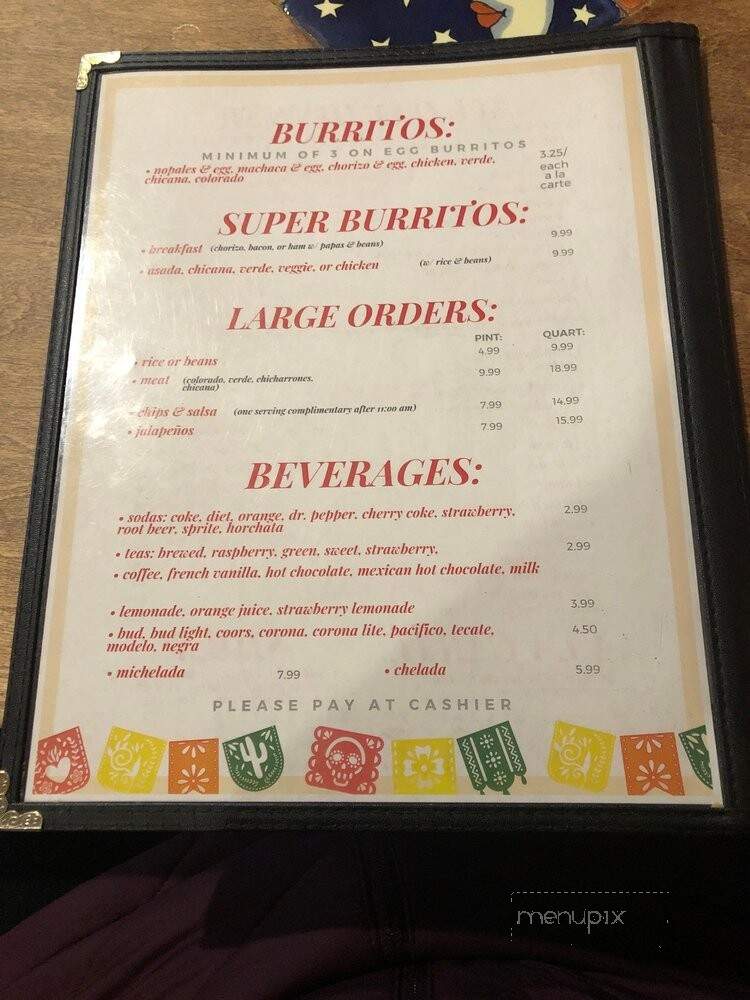 BURRITOS:
MINIMUM OF 3 ON EGG BURRITOS
• nopales & egg, machaca & egg, chorizo & egg, chicken, verde, 3.25/
chicana, colorado each
a la
carte
SUPER BURRITOS:
• breakfast (chorizo, bacon, or ham w/ papas & beans) 9.99
• asada, chicana, verde, veggie, or chicken (w/ rice & beans) 9.99
LARGE ORDERS:
PINT: QUART:
• rice or beans 4.99 9.99
• meat (colorado, verde, chicharrones, 9.99 18.99
chicana)
• chips & salsa (one serving complimentary after 11:00 am) 7.99 14.99
• jalapeños 7.99 15.99
BEVERAGES:
• sodas: coke, diet, orange, dr. pepper, cherry coke, strawberry, 2.99
root beer, sprite, horchata
• teas: brewed, raspberry, green, sweet, strawberry, 2.99
• coffee, french vanilla, hot chocolate, mexican hot chocolate, milk
• lemonade, orange juice, strawberry lemonade 3.99
• bud, bud light, coors, corona, corona lite, pacifico, tecate, 4.50
modelo, negra
• michelada 7.99 • chelada 5.99
PLEASE PAY AT CASHIER
menupix